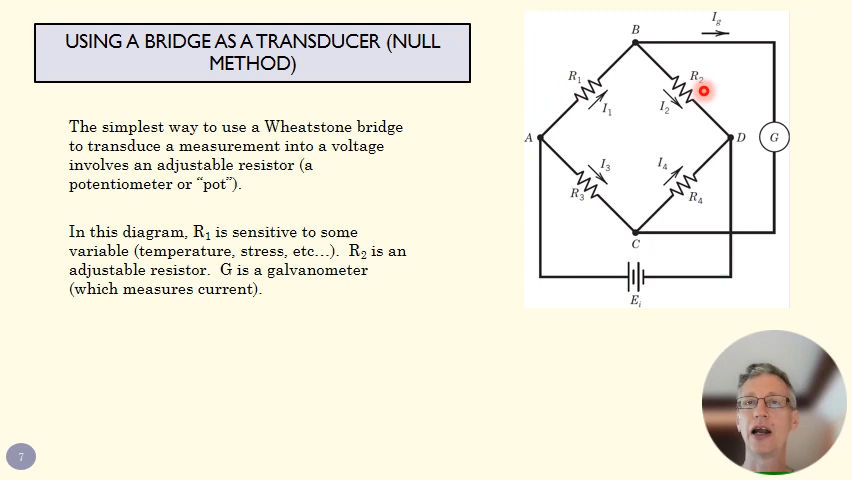 USING A BRIDGE AS A TRANSDUCER (NULL
METHOD)
The simplest way to use a Wheatstone bridge
to transduce a measurement into a voltage
involves an adjustable resistor (a
potentiometer or “pot”).
In this diagram, R₁ is sensitive to some
variable (temperature, stress, etc…). R₂ is an
adjustable resistor. G is a galvanometer
(which measures current).
I_g
B
R₁
R₂
I₁
I₂
A
D
G
I₃
I₄
R₃
R₄
C
E_i
7